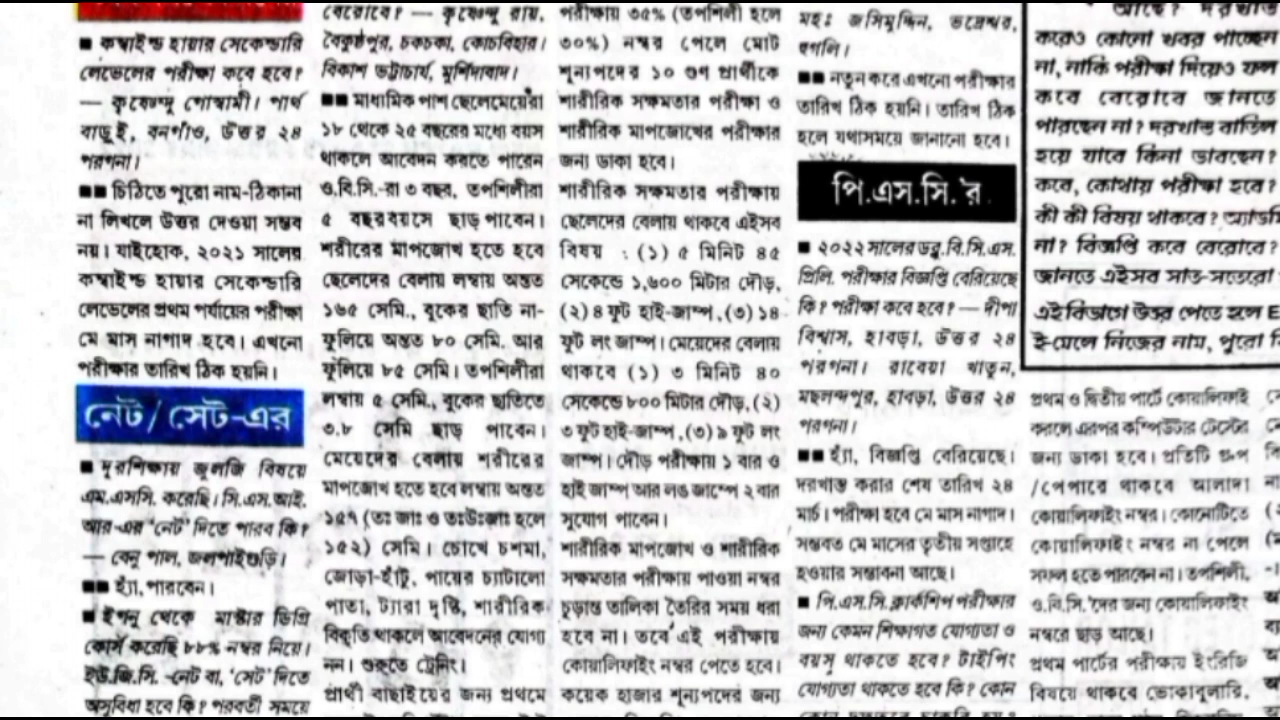 ■ কম্বাইন্ড হায়ার সেকেন্ডারি
লেভেলের পরীক্ষা কবে হবে?
— কৃষ্ণেন্দু গোস্বামী। পার্থ
বাড়ুই, বনগাঁও, উত্তর ২৪
পরগনা।
■■ চিঠিতে পুরো নাম-ঠিকানা
না লিখলে উত্তর দেওয়া সম্ভব
নয়। যাইহোক, ২০২১ সালের
কম্বাইন্ড হায়ার সেকেন্ডারি
লেভেলের প্রথম পর্যায়ের পরীক্ষা
মে মাস নাগাদ হবে। এখনো
পরীক্ষার তারিখ ঠিক হয়নি।
নেট/সেট-এর
■ দূরশিক্ষায় জুলজি বিষয়ে
এম.এসসি. করেছি। সি.এস.আই.
আর-এর ‘নেট’ দিতে পারব কি?
— বেনু পাল, জলপাইগুড়ি।
■■ হ্যাঁ, পারবেন।
■ ইগনু থেকে মাস্টার ডিগ্রি
কোর্স করেছি ৮৮% নম্বর নিয়ে।
ইউ.জি.সি. -নেট বা, ‘সেট’ দিতে
অসুবিধা হবে কি? পরবর্তী সময়ে
বেরোবে? — কৃষ্ণেন্দু রায়,
বৈকুণ্ঠপুর, চকচকা, কোচবিহার।
বিকাশ ভট্টাচার্য, মুর্শিদাবাদ।
■■ মাধ্যমিক পাশ ছেলেমেয়েরা
১৮ থেকে ২৫ বছরের মধ্যে বয়স
থাকলে আবেদন করতে পারেন
ও.বি.সি.-রা ৩ বছর, তপশিলীরা
৫ বছর বয়সে ছাড় পাবেন।
শরীরের মাপজোখ হতে হবে
ছেলেদের বেলায় লম্বায় অন্তত
১৬৫ সেমি., বুকের ছাতি না-
ফুলিয়ে অন্তত ৮০ সেমি. আর
ফুলিয়ে ৮৫ সেমি। তপশিলীরা
লম্বায় ৫ সেমি., বুকের ছাতিতে
৩.৮ সেমি ছাড় পাবেন।
মেয়েদের বেলায় শরীরের
মাপজোখ হতে হবে লম্বায় অন্তত
১৫৭ (তঃ জাঃ ও তঃউঃজাঃ হলে
১৫২) সেমি। চোখে চশমা,
জোড়া-হাঁটু, পায়ের চ্যাটালো
পাতা, ট্যারা দৃষ্টি, শারীরিক
বিকৃতি থাকলে আবেদনের যোগ্য
নন। শুরুতে ট্রেনিং।
প্রার্থী বাছাইয়ের জন্য প্রথমে
পরীক্ষায় ৩৫% (তপশিলী হলে
৩০%) নম্বর পেলে মোট
শূন্যপদের ১০ গুণ প্রার্থীকে
শারীরিক সক্ষমতার পরীক্ষা ও
শারীরিক মাপজোখের পরীক্ষার
জন্য ডাকা হবে।
শারীরিক সক্ষমতার পরীক্ষায়
ছেলেদের বেলায় থাকবে এইসব
বিষয় : (১) ৫ মিনিট ৪৫
সেকেন্ডে ১,৬০০ মিটার দৌড়,
(২) ৪ ফুট হাই-জাম্প, (৩) ১৪
ফুট লং জাম্প। মেয়েদের বেলায়
থাকবে (১) ৩ মিনিট ৪০
সেকেন্ডে ৮০০ মিটার দৌড়, (২)
৩ ফুট হাই-জাম্প, (৩) ৯ ফুট লং
জাম্প। দৌড় পরীক্ষায় ১ বার ও
হাই জাম্প আর লঙ জাম্পে ২ বার
সুযোগ পাবেন।
শারীরিক মাপজোখ ও শারীরিক
সক্ষমতার পরীক্ষায় পাওয়া নম্বর
চূড়ান্ত তালিকা তৈরির সময় ধরা
হবে না। তবে এই পরীক্ষায়
কোয়ালিফাইং নম্বর পেতে হবে।
কয়েক হাজার শূন্যপদের জন্য
মহঃ জসিমুদ্দিন, ভদ্রেশ্বর,
হুগলি।
■■ নতুন করে এখনো পরীক্ষার
তারিখ ঠিক হয়নি। তারিখ ঠিক
হলে যথাসময়ে জানানো হবে।
পি.এস.সি.'র
■ ২০২২ সালের ডব্লু.বি.সি.এস.
প্রিলি. পরীক্ষার বিজ্ঞপ্তি বেরিয়েছে
কি? পরীক্ষা কবে হবে? — দীপা
বিশ্বাস, হাবড়া, উত্তর ২৪
পরগনা। রাবেয়া খাতুন,
মছলন্দপুর, হাবড়া, উত্তর ২৪
পরগনা।
■■ হ্যাঁ, বিজ্ঞপ্তি বেরিয়েছে।
দরখাস্ত করার শেষ তারিখ ২৪
মার্চ। পরীক্ষা হবে মে মাস নাগাদ।
সম্ভবত মে মাসের তৃতীয় সপ্তাহে
হওয়ার সম্ভাবনা আছে।
■ পি.এস.সি. ক্লার্কশিপ পরীক্ষার
জন্য কেমন শিক্ষাগত যোগ্যতা ও
বয়স থাকতে হবে? টাইপিং
যোগ্যতা থাকতে হবে কি? কোন
আছে? দরখাস্ত
করেও কোনো খবর পাচ্ছেন
না, নাকি পরীক্ষা দিয়েও ফল
কবে বেরোবে জানতে
পারছেন না? দরখাস্ত বাতিল
হয়ে যাবে কিনা ভাবছেন?
কবে, কোথায় পরীক্ষা হবে?
কী কী বিষয় থাকবে? অ্যাডমি
না? বিজ্ঞপ্তি কবে বেরোবে?
জানতে এইসব সাত-সতেরো
এই বিভাগে উত্তর পেতে হলে E
ই-মেলে নিজের নাম, পুরো ঠি
প্রথম ও দ্বিতীয় পার্টে কোয়ালিফাই
করলে এরপর কম্পিউটার টেস্টের
জন্য ডাকা হবে। প্রতিটি গ্রুপ
/পেপারে থাকবে আলাদা
কোয়ালিফাইং নম্বর। কোনোটিতে
কোয়ালিফাইং নম্বর না পেলে
সফল হতে পারবেন না। তপশিলী,
ও.বি.সি.'দের জন্য কোয়ালিফাইং
নম্বরে ছাড় আছে।
প্রথম পার্টের পরীক্ষায় ইংরিজি
বিষয়ে থাকবে ভোকাবুলারি,